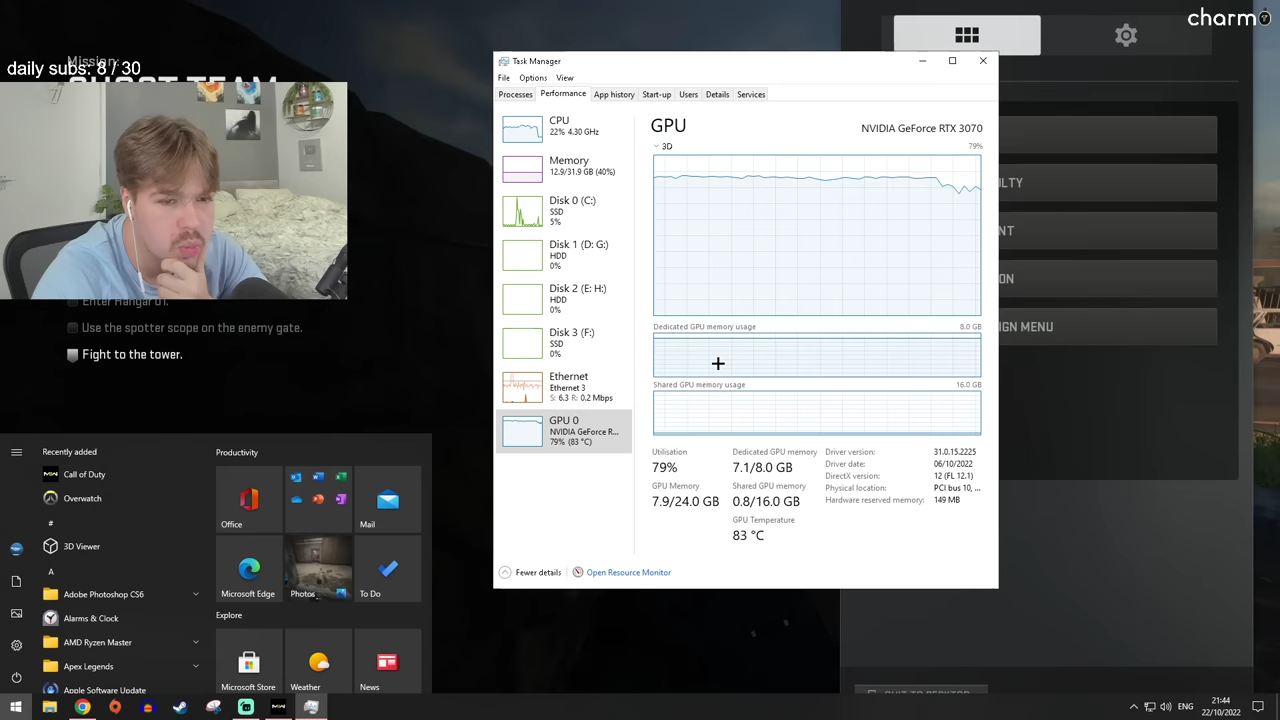 charm
Mission:
daily subs: 8 / 30
Enter Hangar 01.
Use the spotter scope on the enemy gate.
Fight to the tower.
Task Manager
File Options View
Processes Performance App history Start-up Users Details Services
CPU
22% 4.30 GHz
Memory
12.9/31.9 GB (40%)
Disk 0 (C:)
SSD
5%
Disk 1 (D: G:)
HDD
0%
Disk 2 (E: H:)
HDD
0%
Disk 3 (F:)
SSD
0%
Ethernet
Ethernet 3
S: 6.3 R: 0.2 Mbps
GPU 0
NVIDIA GeForce R...
79% (83 °C)
GPU
NVIDIA GeForce RTX 3070
3D
79%
Dedicated GPU memory usage 8.0 GB
Shared GPU memory usage 16.0 GB
Utilisation
79%
Dedicated GPU memory
7.1/8.0 GB
GPU Memory
7.9/24.0 GB
Shared GPU memory
0.8/16.0 GB
GPU Temperature
83 °C
Driver version: 31.0.15.2225
Driver date: 06/10/2022
DirectX version: 12 (FL 12.1)
Physical location: PCI bus 10, ...
Hardware reserved memory: 149 MB
Fewer details
Open Resource Monitor
Recently added
Call of Duty
Overwatch
#
3D Viewer
A
Adobe Photoshop CS6
Alarms & Clock
AMD Ryzen Master
Apex Legends
Apple Software Update
Productivity
Office
Mail
Microsoft Edge
Photos
To Do
Explore
Microsoft Store
Weather
News
ENG
21:44
22/10/2022